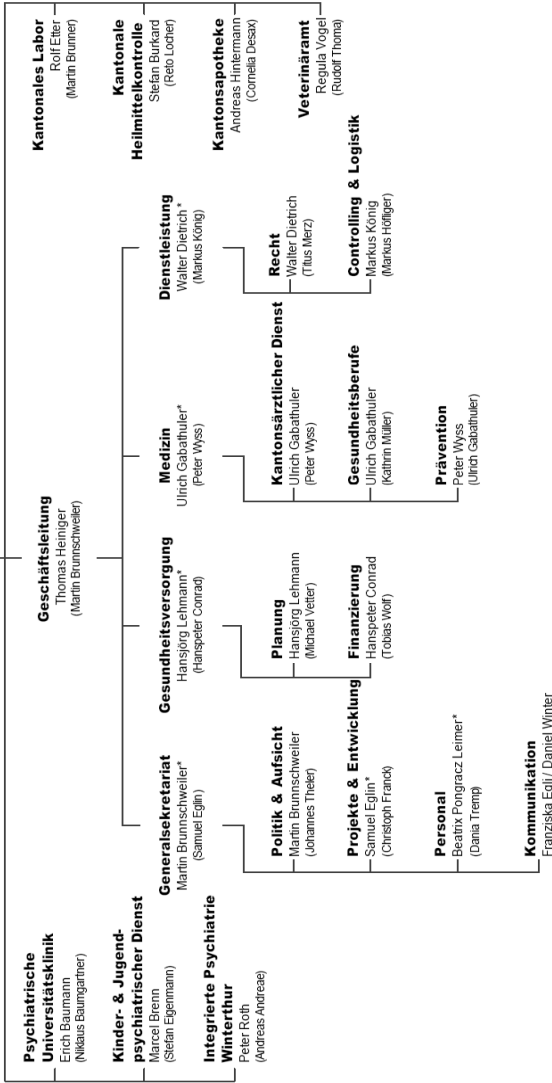 Geschäftsleitung
Thomas Heiniger
(Martin Brunnschweiler)
Psychiatrische
Universitätsklinik
Erich Baumann
(Niklaus Baumgartner)
Kinder- & Jugend-
psychiatrischer Dienst
Marcel Brenn
(Stefan Eigenmann)
Integrierte Psychiatrie
Winterthur
Peter Roth
(Andreas Andreae)
Generalsekretariat
Martin Brunnschweiler*
(Samuel Eglin)
Politik & Aufsicht
Martin Brunnschweiler
(Johannes Theler)
Projekte & Entwicklung
Samuel Eglin*
(Christoph Franck)
Personal
Beatrix Pongracz Leimer*
(Dania Tremp)
Kommunikation
Franziska Egli / Daniel Winter
Gesundheitsversorgung
Hansjörg Lehmann*
(Hanspeter Conrad)
Planung
Hansjörg Lehmann
(Michael Vetter)
Finanzierung
Hanspeter Conrad
(Tobias Wolf)
Medizin
Ulrich Gabathuler*
(Peter Wyss)
Kantonsärztlicher Dienst
Ulrich Gabathuler
(Peter Wyss)
Gesundheitsberufe
Ulrich Gabathuler
(Kathrin Müller)
Prävention
Peter Wyss
(Ulrich Gabathuler)
Dienstleistung
Walter Dietrich*
(Markus König)
Recht
Walter Dietrich
(Titus Merz)
Controlling & Logistik
Markus König
(Markus Höfliger)
Kantonales Labor
Rolf Etter
(Martin Brunner)
Kantonale
Heilmittelkontrolle
Stefan Burkard
(Reto Locher)
Kantonsapotheke
Andreas Hintermann
(Cornelia Desax)
Veterinäramt
Regula Vogel
(Rudolf Thoma)